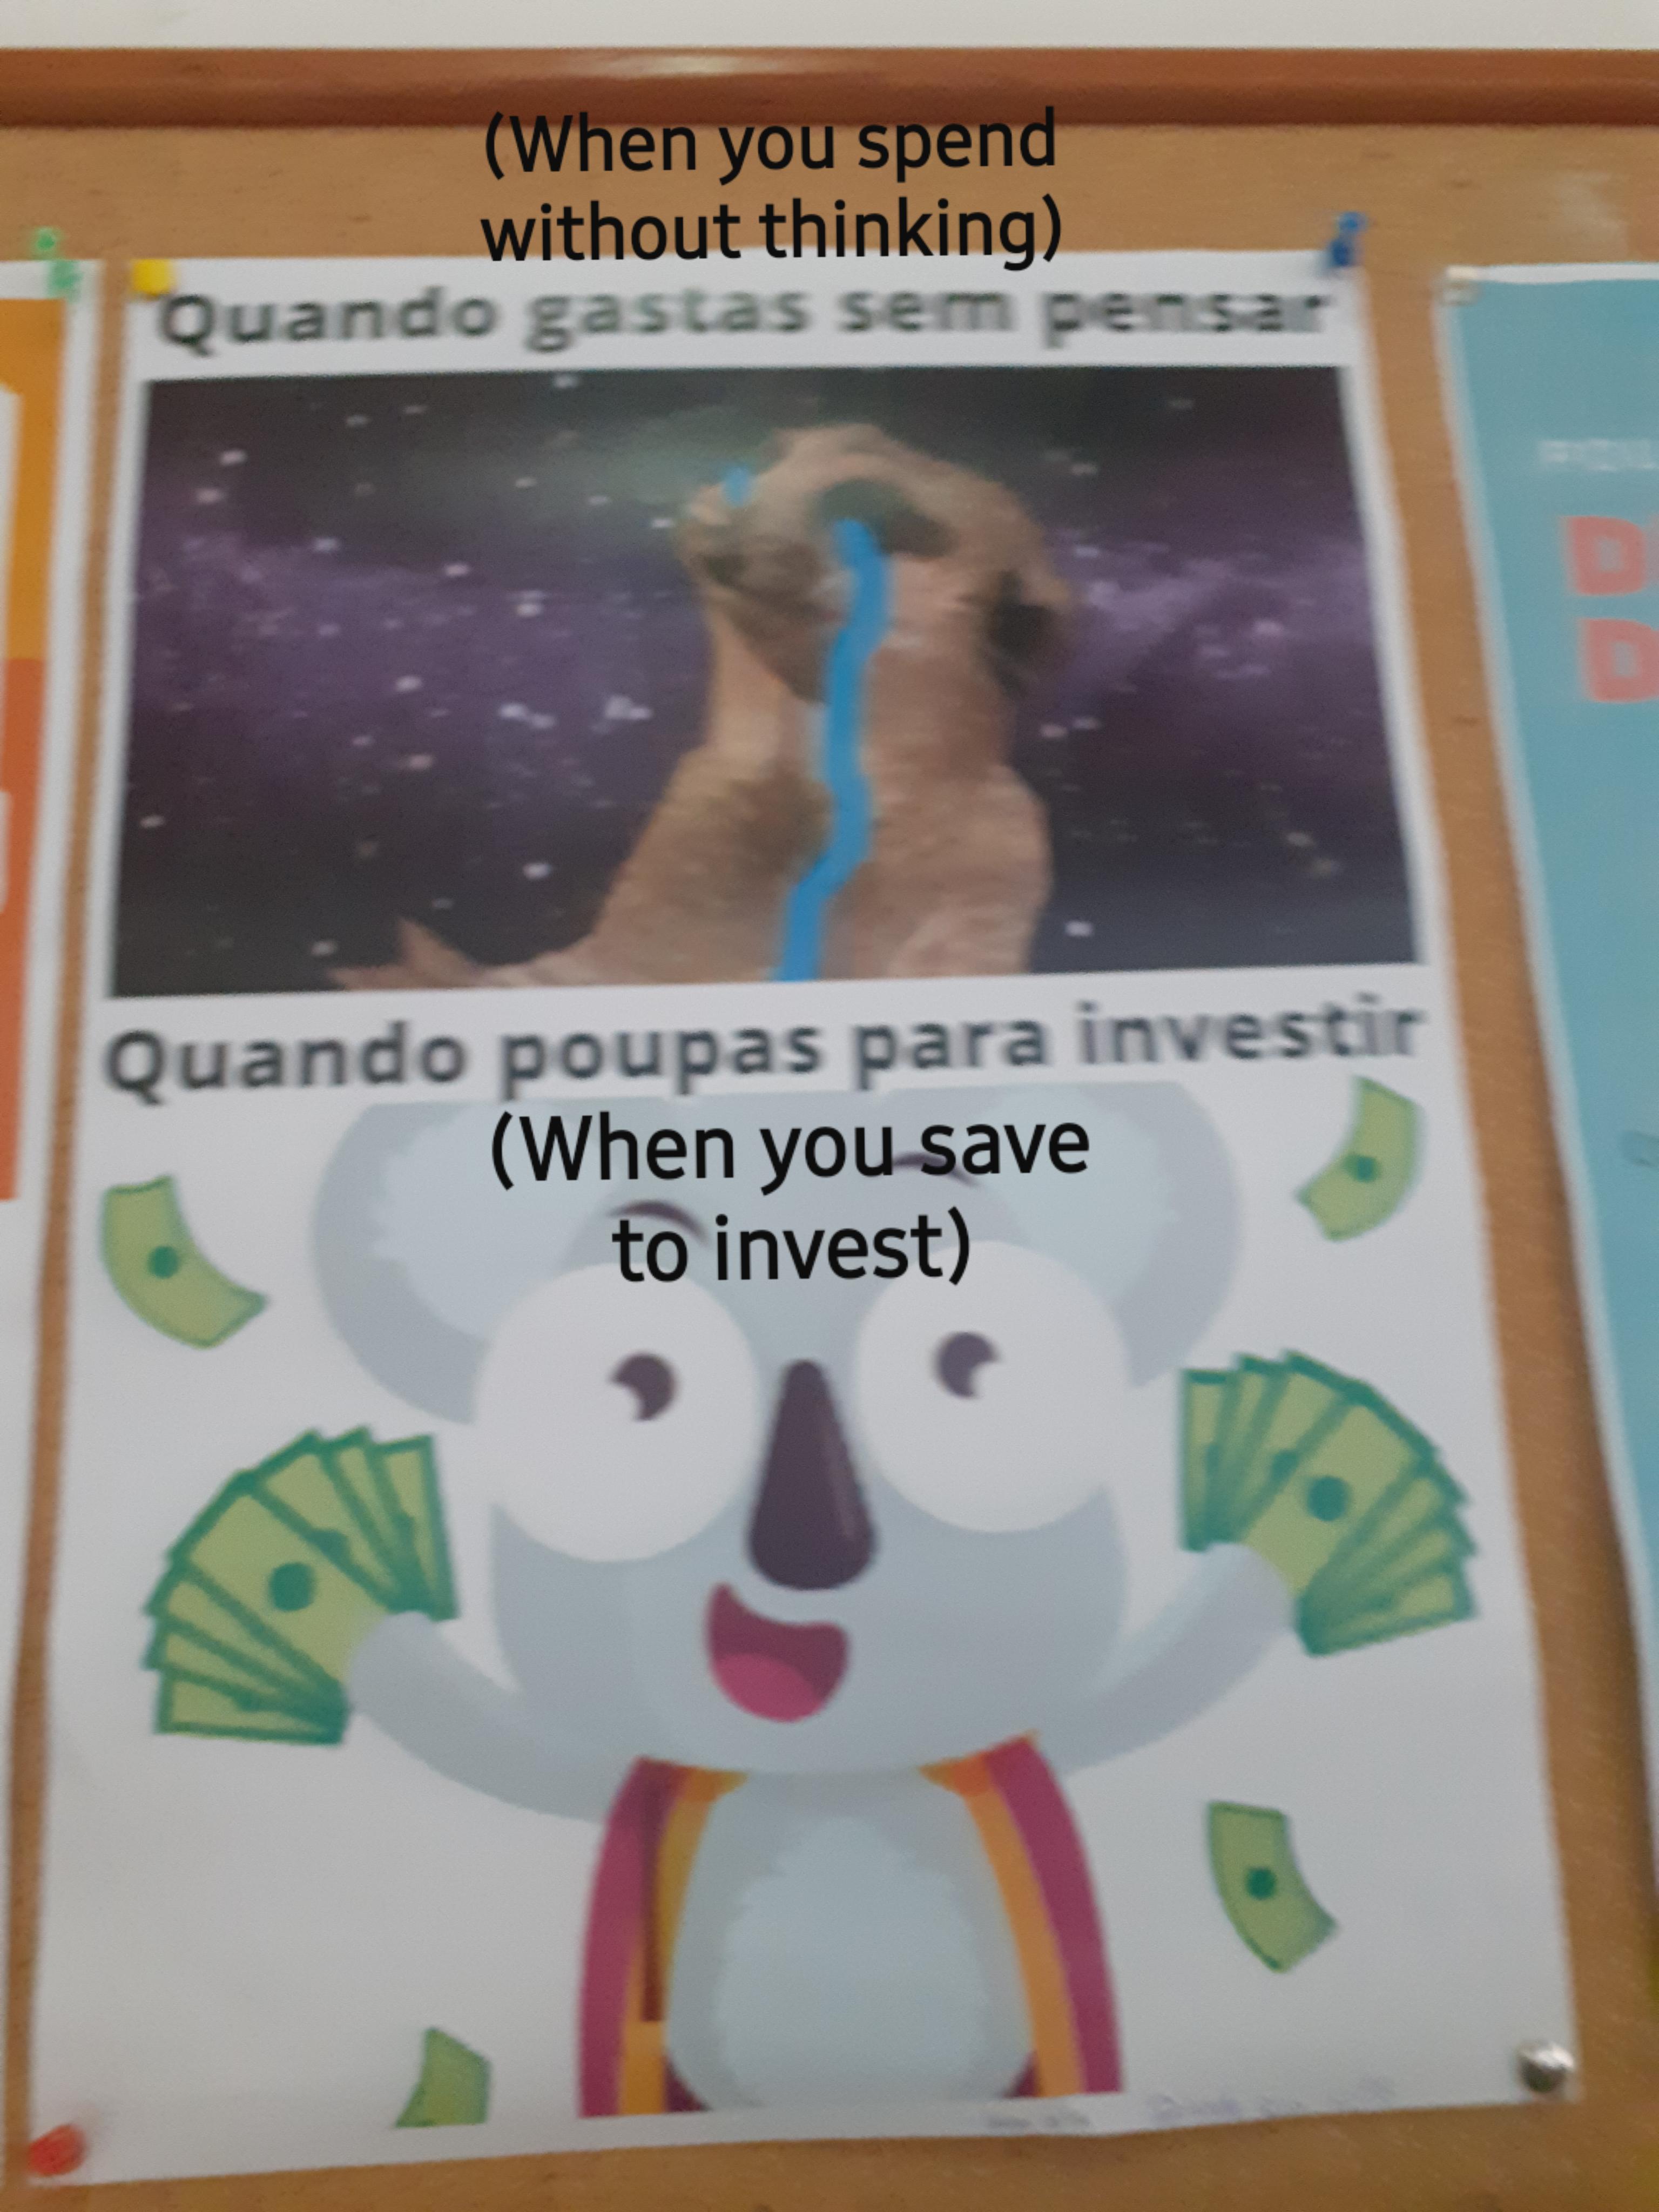 (When you spend
without thinking)
Quando gastas sem pensar
Quando poupas para investir
(When you save
to invest)